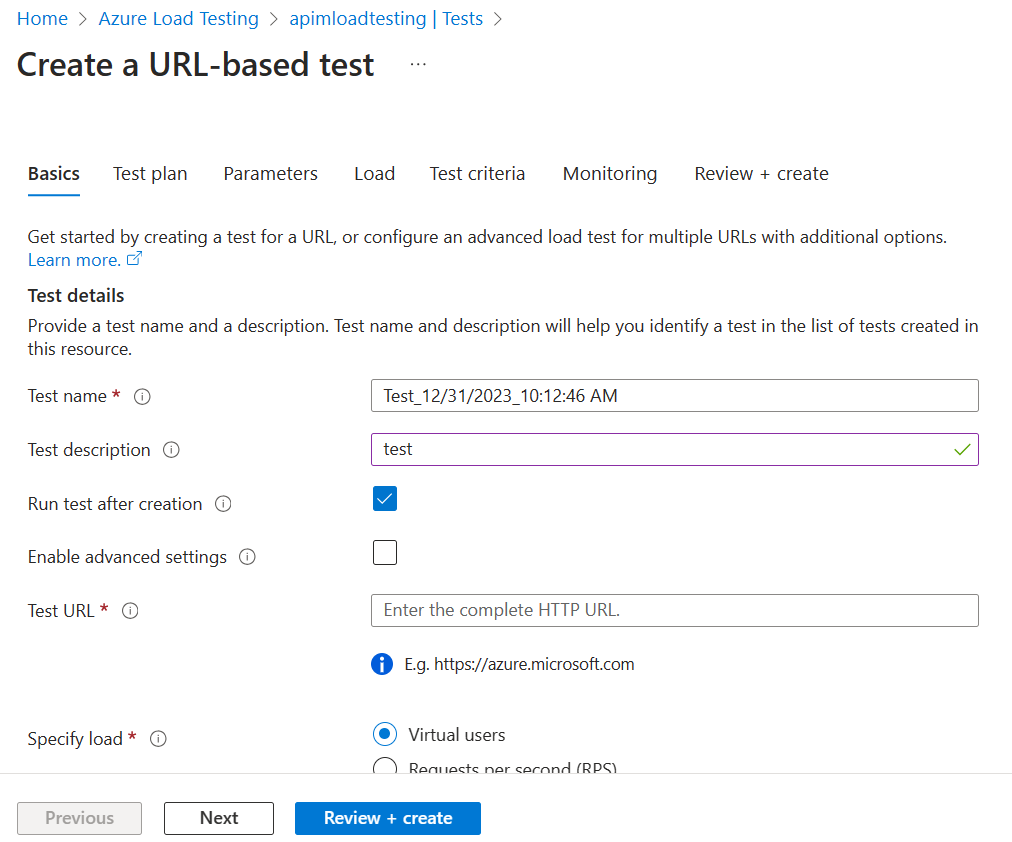 Home > Azure Load Testing > apimloadtesting | Tests >
Create a URL-based test ...
Basics Test plan Parameters Load Test criteria Monitoring Review + create
Get started by creating a test for a URL, or configure an advanced load test for multiple URLs with additional options.
Learn more.
Test details
Provide a test name and a description. Test name and description will help you identify a test in the list of tests created in
this resource.
Test name * Test_12/31/2023_10:12:46 AM
Test description test
Run test after creation
Enable advanced settings
Test URL * Enter the complete HTTP URL.
E.g. https://azure.microsoft.com
Specify load * Virtual users
Requests per second (RPS)
Previous Next Review + create